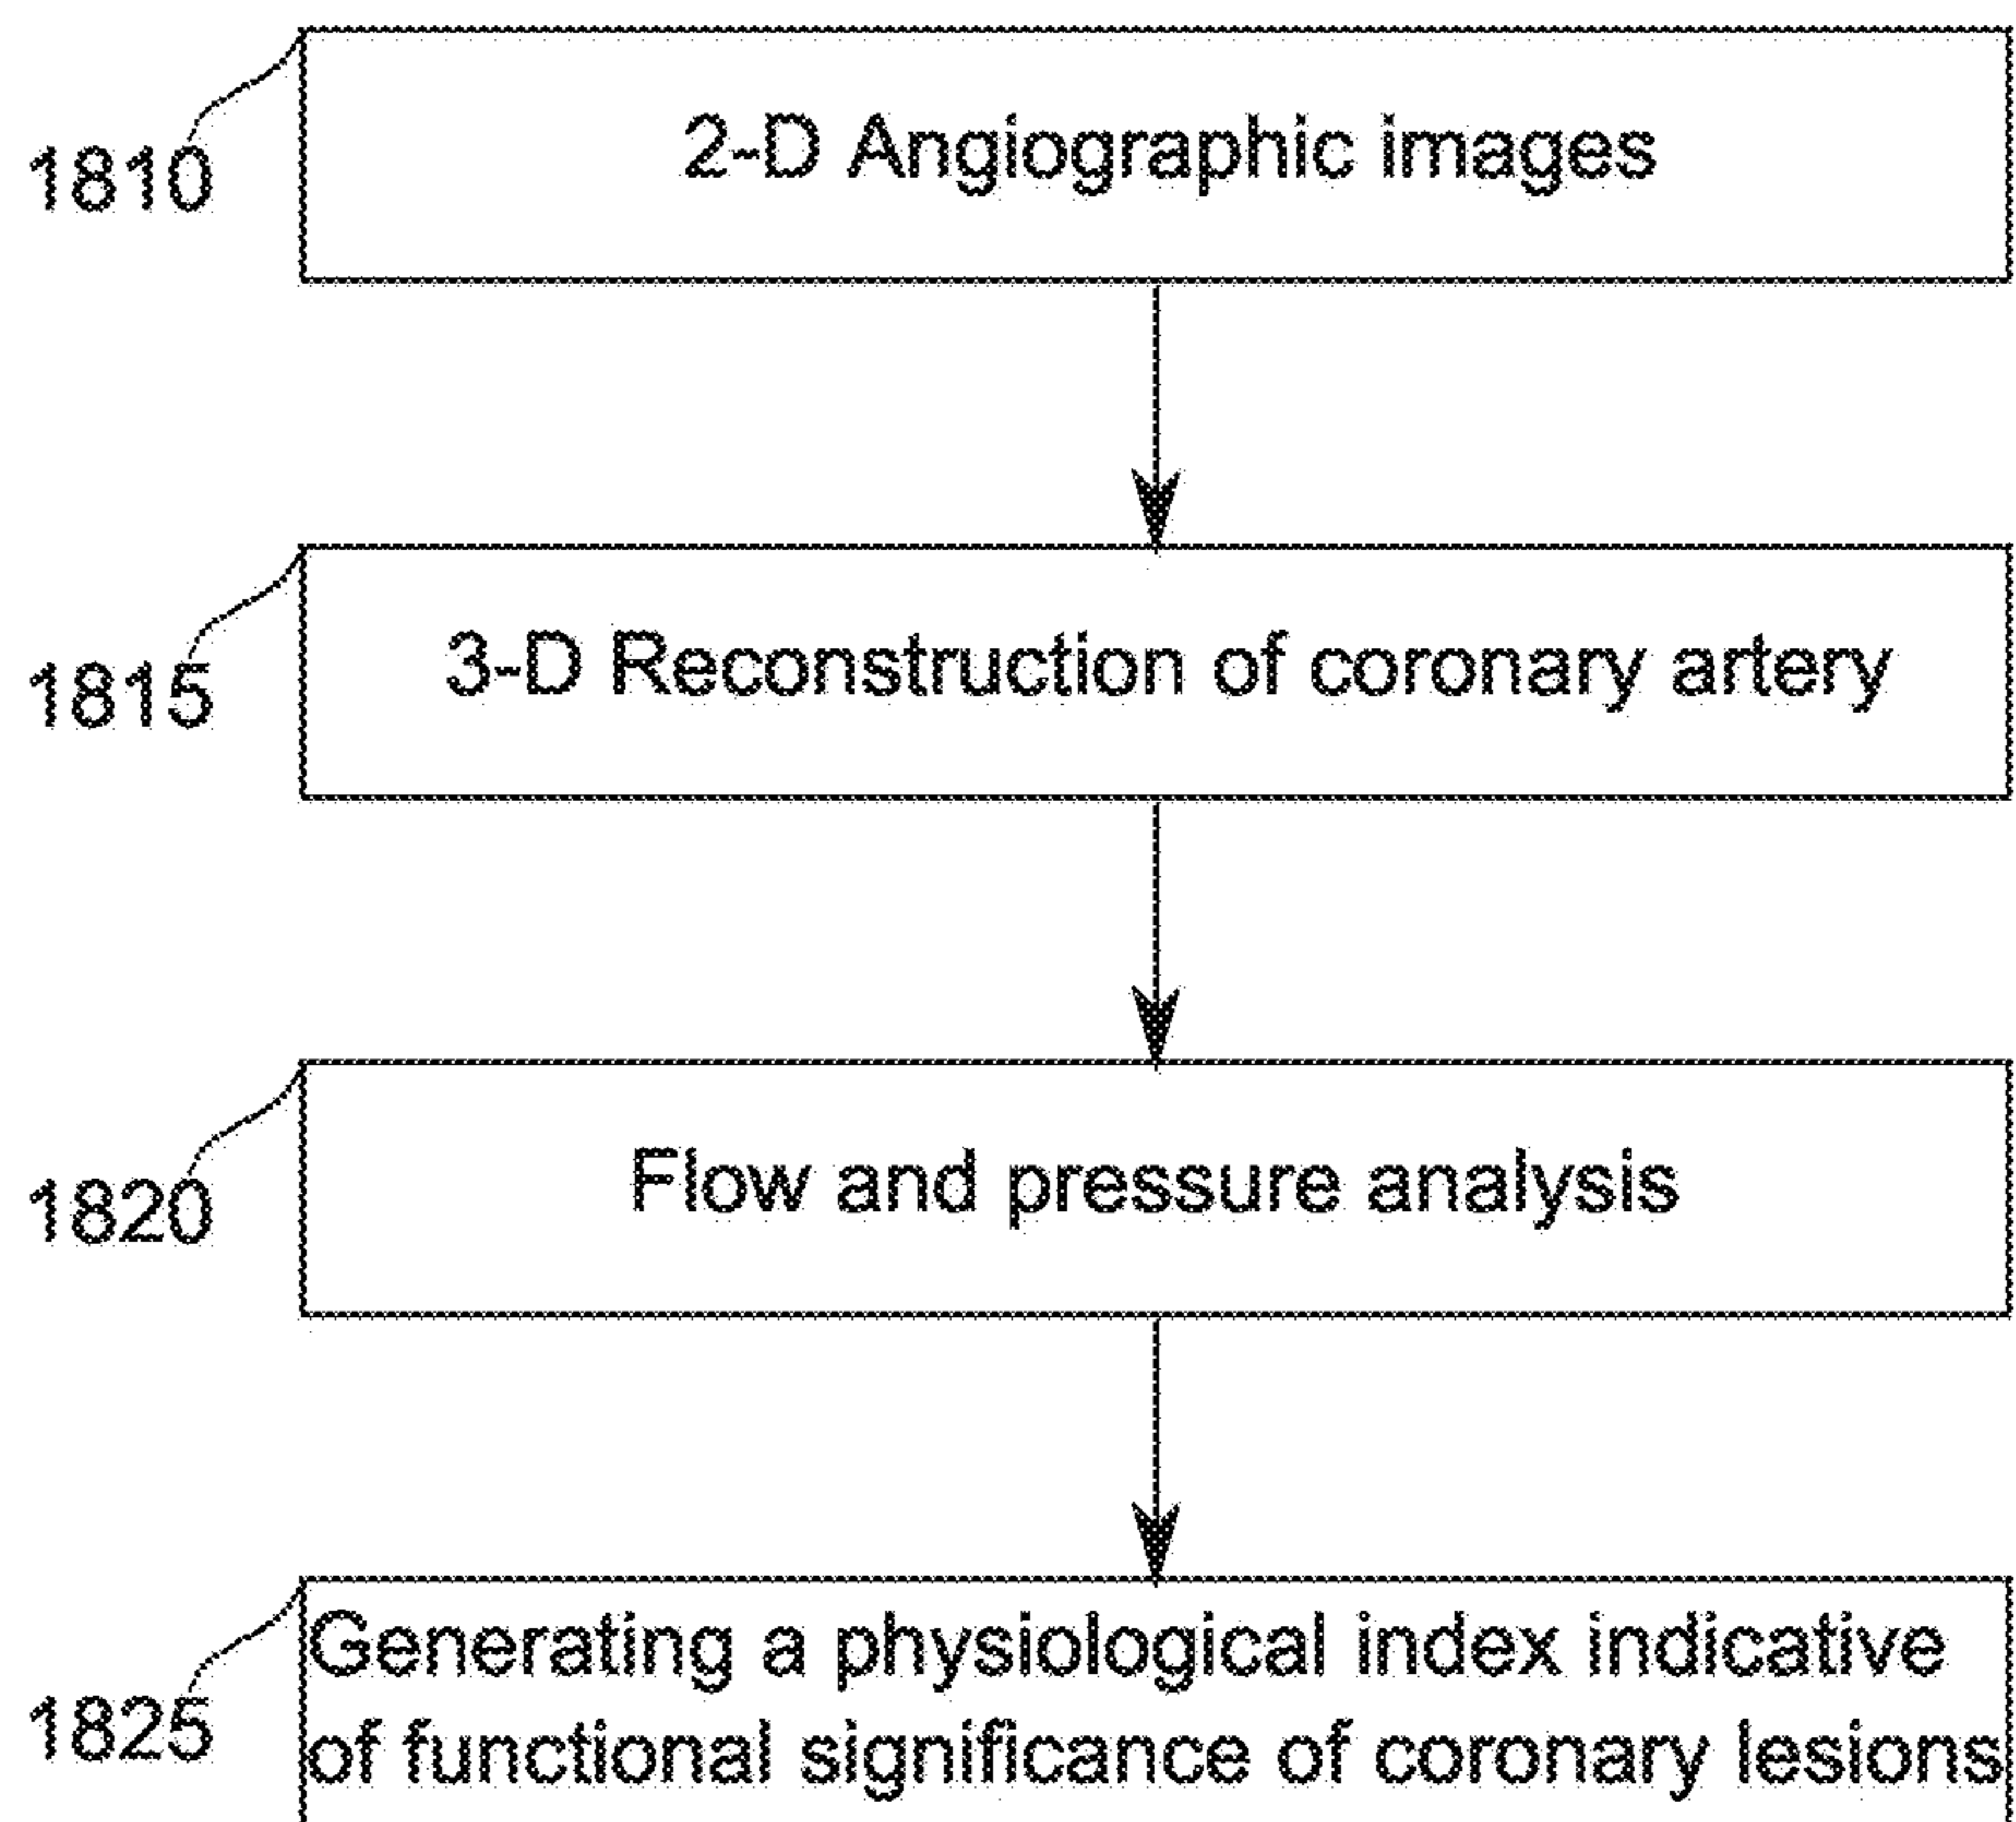 2-D Angiographic images
1810
3-D Reconstruction of coronary artery
1815
Flow and pressure analysis
1820
Generating a physiological index indicative
of functional significance of coronary lesions
1825